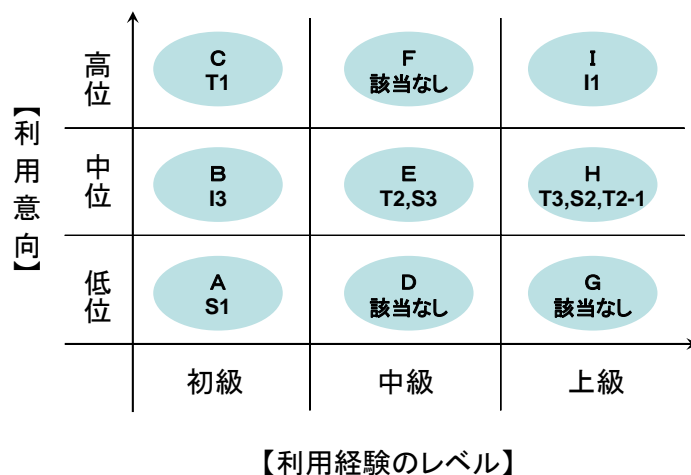 【利用意向】
高位
C
T1
F
該当なし
I
I1
中位
B
I3
E
T2,S3
H
T3,S2,T2-1
低位
A
S1
D
該当なし
G
該当なし
初級
中級
上級
【利用経験のレベル】